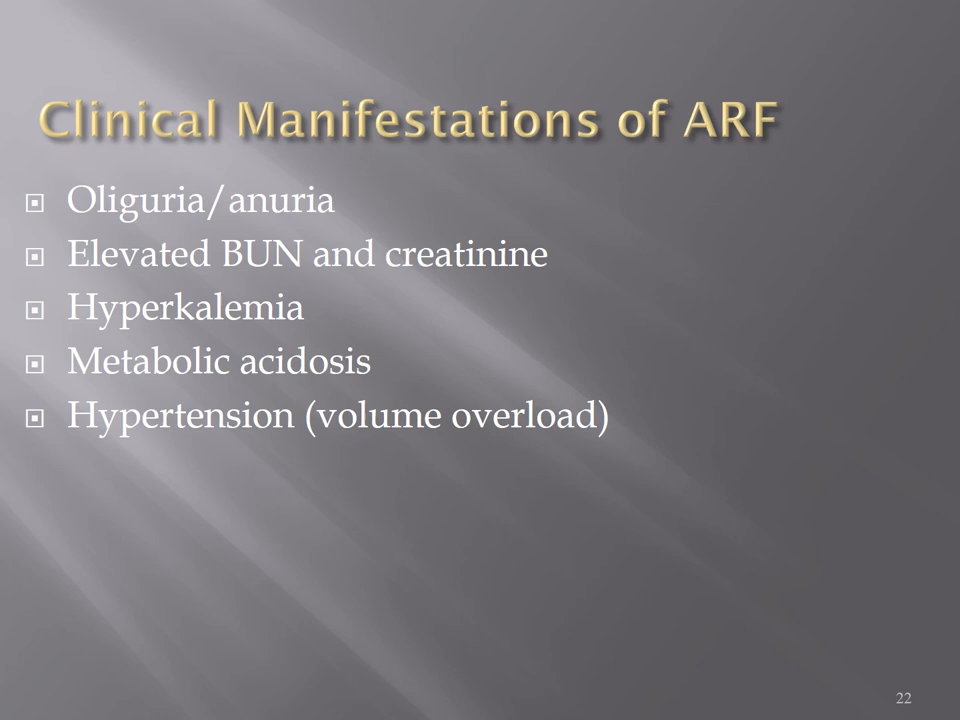 Clinical Manifestations of ARF
Oliguria/anuria
Elevated BUN and creatinine
Hyperkalemia
Metabolic acidosis
Hypertension (volume overload)
22